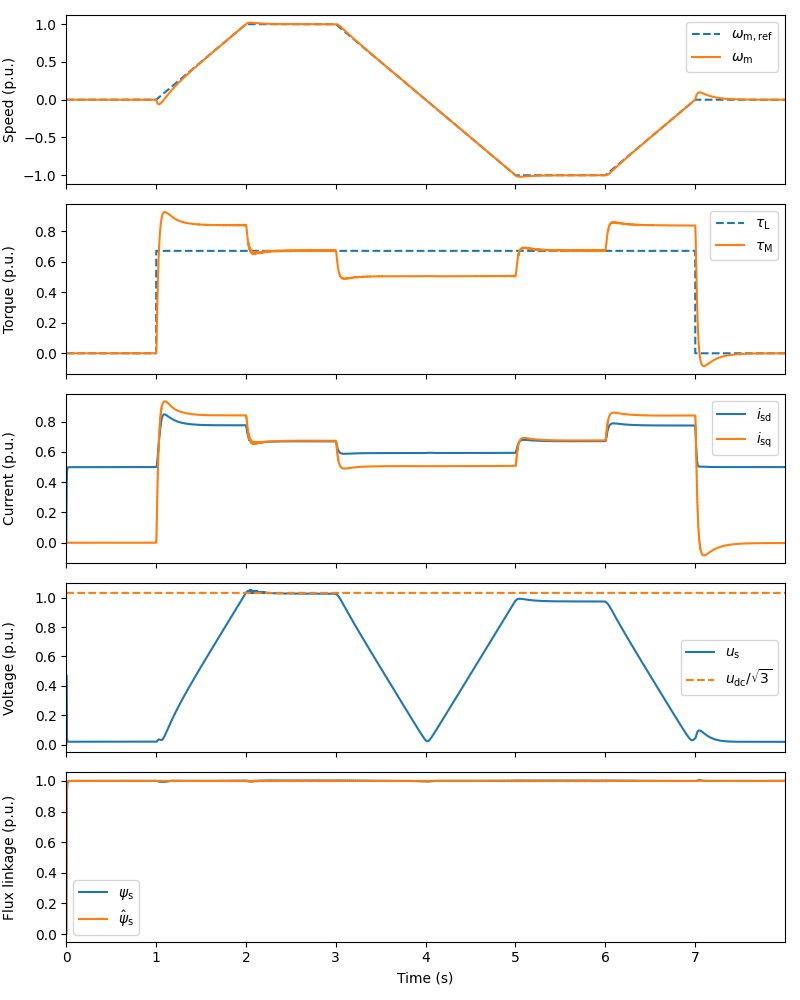 Speed (p.u.)
1.0
0.5
0.0
−0.5
−1.0
ω_m,ref
ω_m
Torque (p.u.)
0.8
0.6
0.4
0.2
0.0
τ_L
τ_M
Current (p.u.)
0.8
0.6
0.4
0.2
0.0
i_sd
i_sq
Voltage (p.u.)
1.0
0.8
0.6
0.4
0.2
0.0
u_s
u_dc/√3
Flux linkage (p.u.)
1.0
0.8
0.6
0.4
0.2
0.0
ψ_s
ψ̂_s
0 1 2 3 4 5 6 7
Time (s)